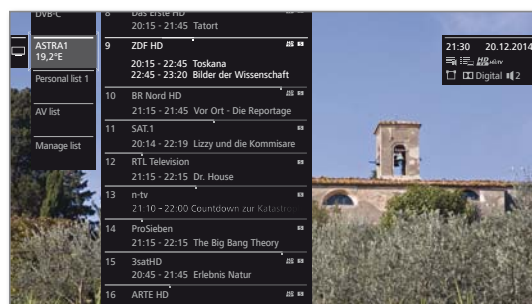 DVB-C
ASTRA1
19,2°E
Personal list 1
AV list
Manage list
8 Das Erste HD
20:15 - 21:45 Tatort
9 ZDF HD
20:15 - 22:45 Toskana
22:45 - 23:20 Bilder der Wissenschaft
10 BR Nord HD
21:15 - 21:45 Vor Ort - Die Reportage
11 SAT.1
20:14 - 22:19 Lizzy und die Kommisare
12 RTL Television
21:15 - 22:15 Dr. House
13 n-tv
21:10 - 22:00 Countdown zur Katastro
14 ProSieben
21:15 - 22:15 The Big Bang Theory
15 3satHD
20:45 - 21:45 Erlebnis Natur
16 ARTE HD
21:30 20.12.2014
Digital 2